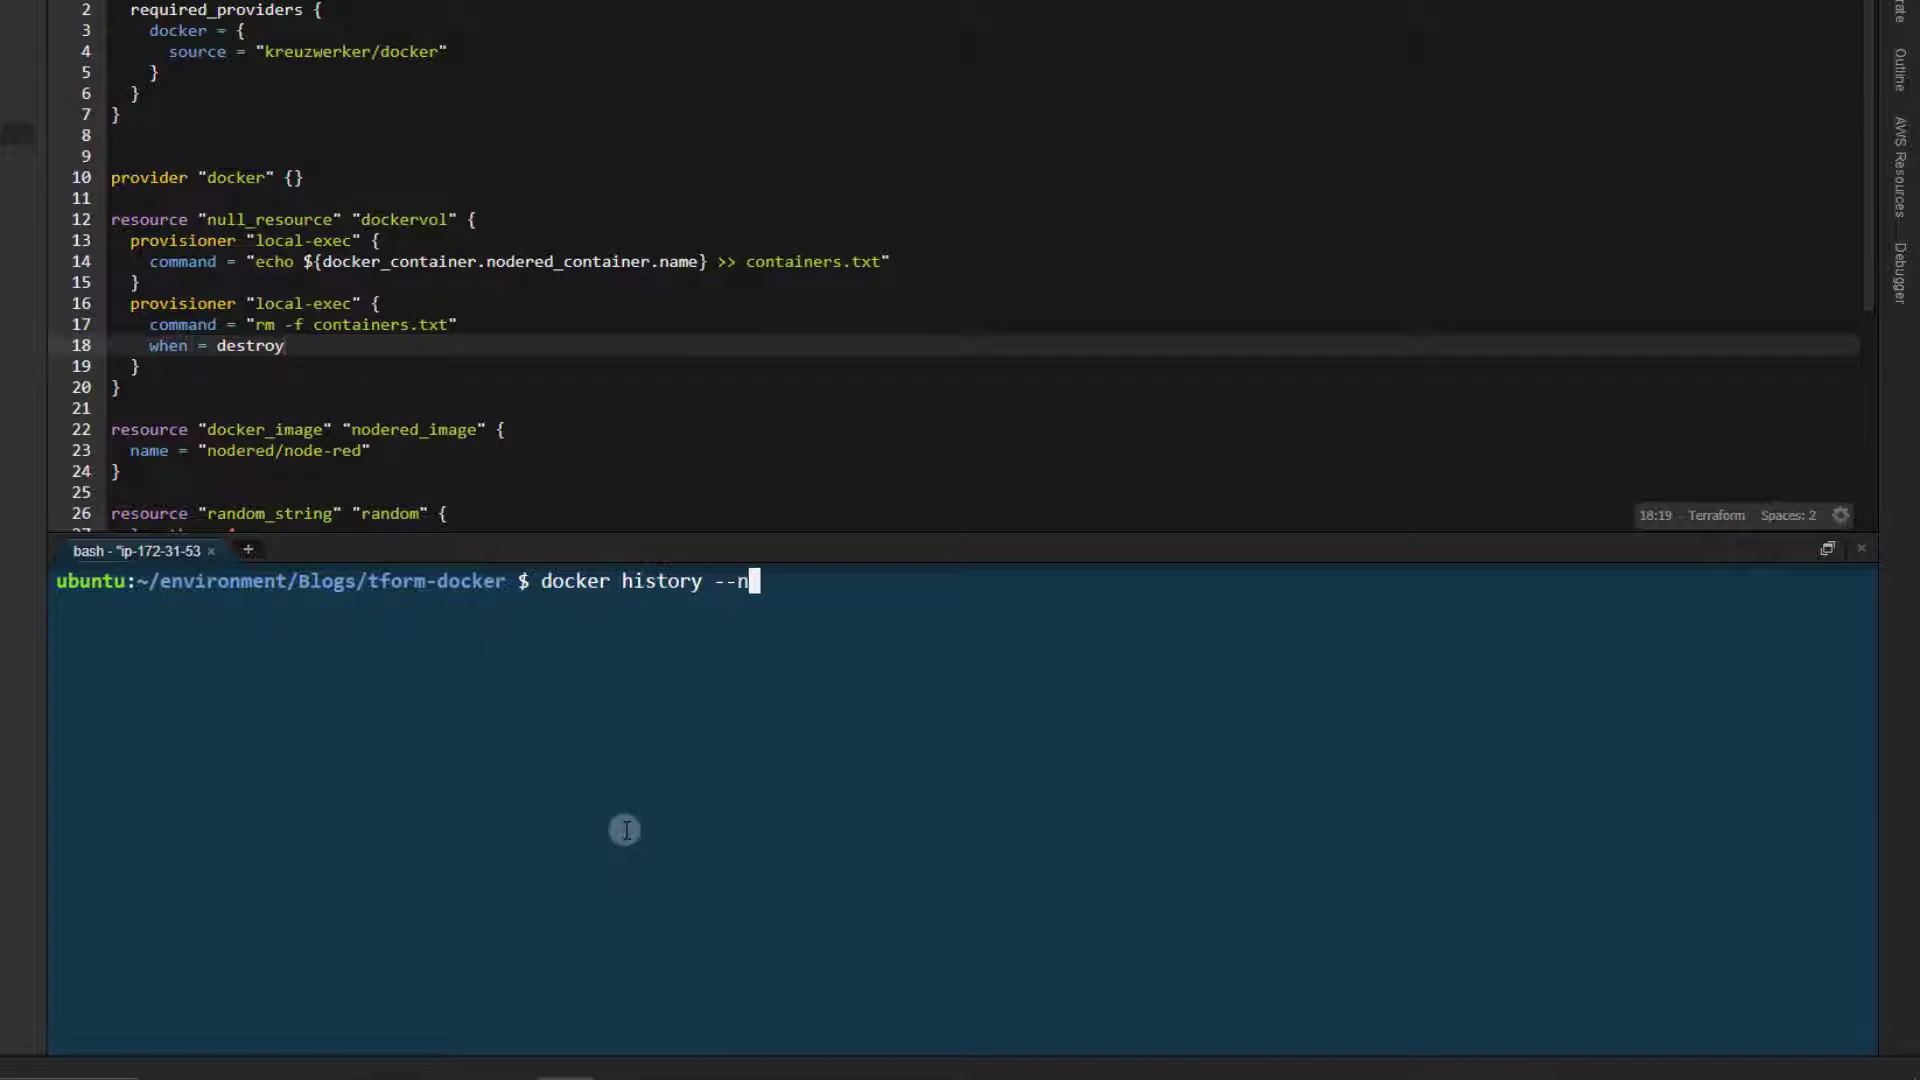 2 required_providers {
3 docker = {
4 source = "kreuzwerker/docker"
5 }
6 }
7 }
8
9
10 provider "docker" {}
11
12 resource "null_resource" "dockervol" {
13 provisioner "local-exec" {
14 command = "echo ${docker_container.nodered_container.name} >> containers.txt"
15 }
16 provisioner "local-exec" {
17 command = "rm -f containers.txt"
18 when = destroy
19 }
20 }
21
22 resource "docker_image" "nodered_image" {
23 name = "nodered/node-red"
24 }
25
26 resource "random_string" "random" {
18:19 Terraform Spaces: 2
Outline
AWS Resources
Debugger
bash - "ip-172-31-53 × +
ubuntu:~/environment/Blogs/tform-docker $ docker history --n